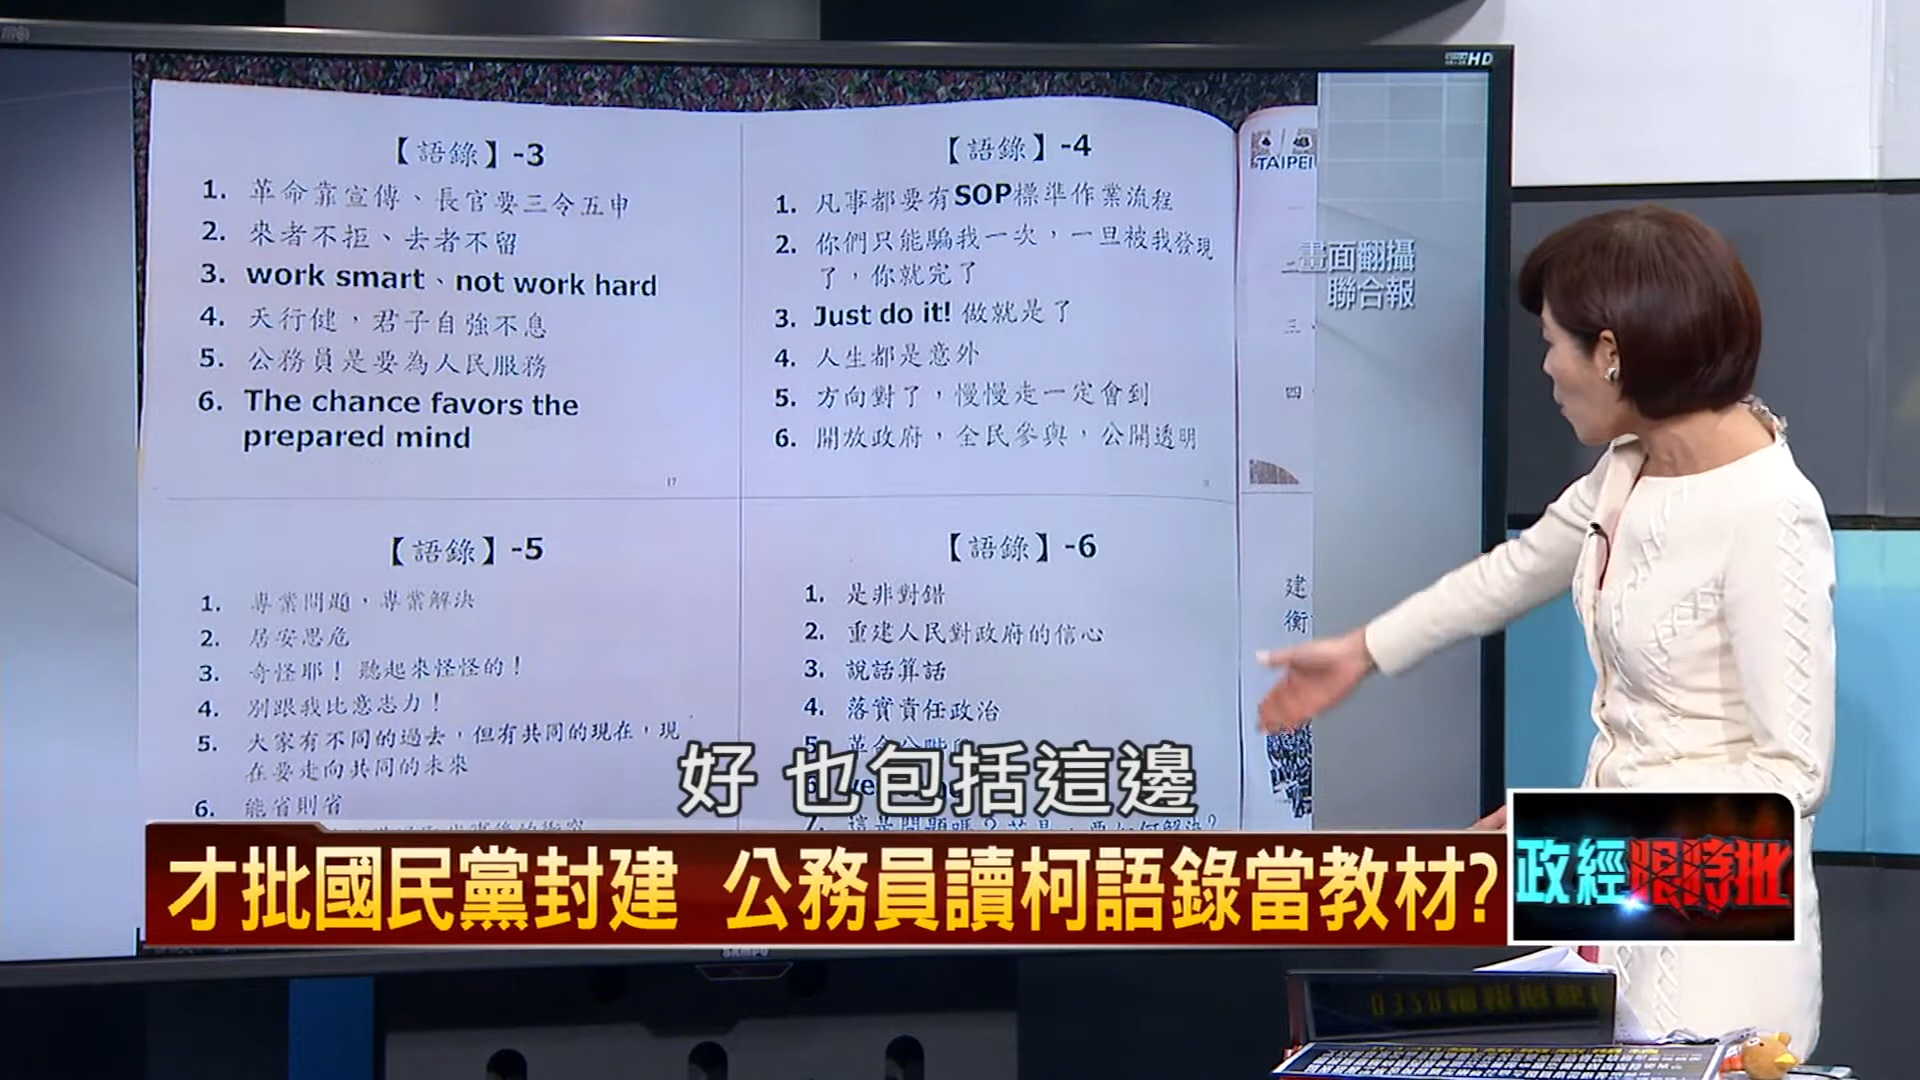 HD
【語錄】-3
1. 革命靠宣傳、長官要三令五申
2. 來者不拒、去者不留
3. work smart、not work hard
4. 天行健，君子自強不息
5. 公務員是要為人民服務
6. The chance favors the
prepared mind
17
【語錄】-4
1. 凡事都要有SOP標準作業流程
2. 你們只能騙我一次，一旦被我發現
了，你就完了
3. Just do it! 做就是了
4. 人生都是意外
5. 方向對了，慢慢走一定會到
6. 開放政府，全民參與，公開透明
TAIPEI
三、
四
畫面翻攝
聯合報
【語錄】-5
1. 專業問題，專業解決
2. 居安思危
3. 奇怪耶！ 聽起來怪怪的！
4. 別跟我比意志力！
5. 大家有不同的過去，但有共同的現在，現
在要走向共同的未來
6. 能省則省
【語錄】-6
1. 是非對錯
2. 重建人民對政府的信心
3. 說話算話
4. 落實責任政治
5.
7.
建
衡
好 也包括這邊
才批國民黨封建 公務員讀柯語錄當教材?
政經眼時批
SAMPO